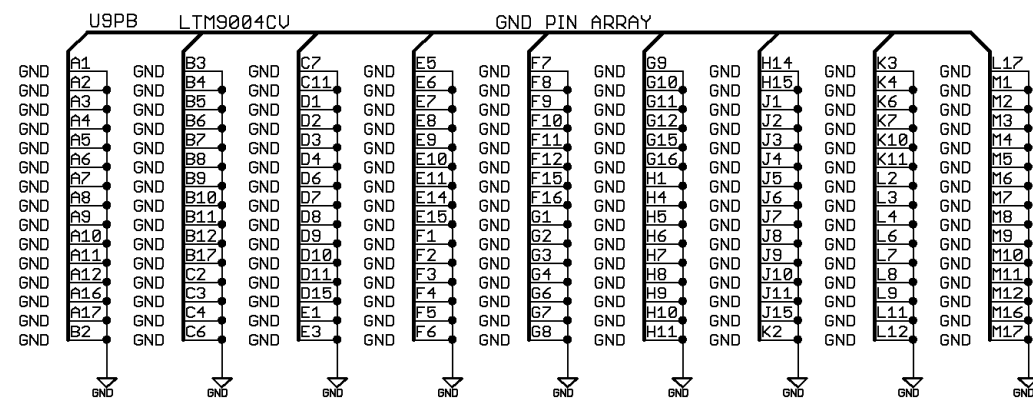 U9PB LTM9004CV GND PIN ARRAY
GND A1 GND B3 GND C7 GND E5 GND F7 GND G9 GND H14 GND K3 GND L17
GND A2 GND B4 GND C11 GND E6 GND F8 GND G10 GND H15 GND K4 GND M1
GND A3 GND B5 GND D1 GND E7 GND F9 GND G11 GND J1 GND K6 GND M2
GND A4 GND B6 GND D2 GND E8 GND F10 GND G12 GND J2 GND K7 GND M3
GND A5 GND B7 GND D3 GND E9 GND F11 GND G15 GND J3 GND K10 GND M4
GND A6 GND B8 GND D4 GND E10 GND F12 GND G16 GND J4 GND K11 GND M5
GND A7 GND B9 GND D6 GND E11 GND F15 GND H1 GND J5 GND L2 GND M6
GND A8 GND B10 GND D7 GND E14 GND F16 GND H4 GND J6 GND L3 GND M7
GND A9 GND B11 GND D8 GND E15 GND G1 GND H5 GND J7 GND L4 GND M8
GND A10 GND B12 GND D9 GND F1 GND G2 GND H6 GND J8 GND L6 GND M9
GND A11 GND B17 GND D10 GND F2 GND G3 GND H7 GND J9 GND L7 GND M10
GND A12 GND C2 GND D11 GND F3 GND G4 GND H8 GND J10 GND L8 GND M11
GND A16 GND C3 GND D15 GND F4 GND G6 GND H9 GND J11 GND L9 GND M12
GND A17 GND C4 GND E1 GND F5 GND G7 GND H10 GND J15 GND L11 GND M16
GND B2 GND C6 GND E3 GND F6 GND G8 GND H11 GND K2 GND L12 GND M17
GND GND GND GND GND GND GND GND GND